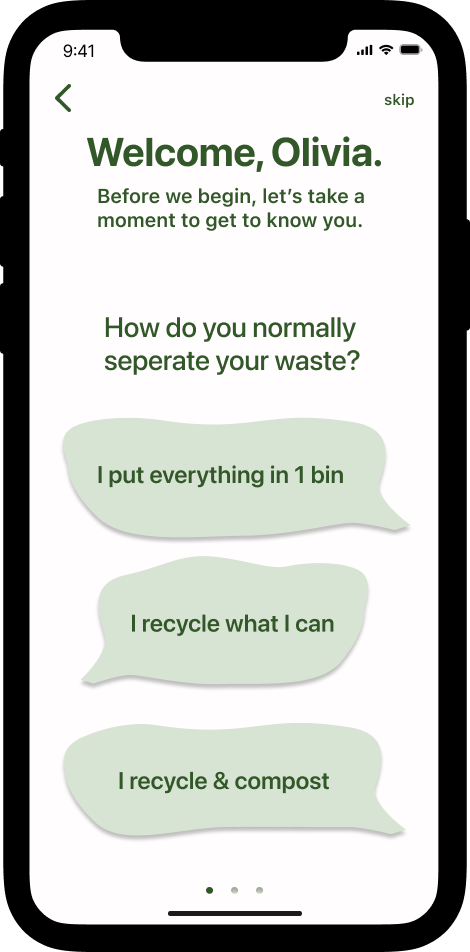 9:41
skip
Welcome, Olivia.
Before we begin, let’s take a
moment to get to know you.
How do you normally
seperate your waste?
I put everything in 1 bin
I recycle what I can
I recycle & compost